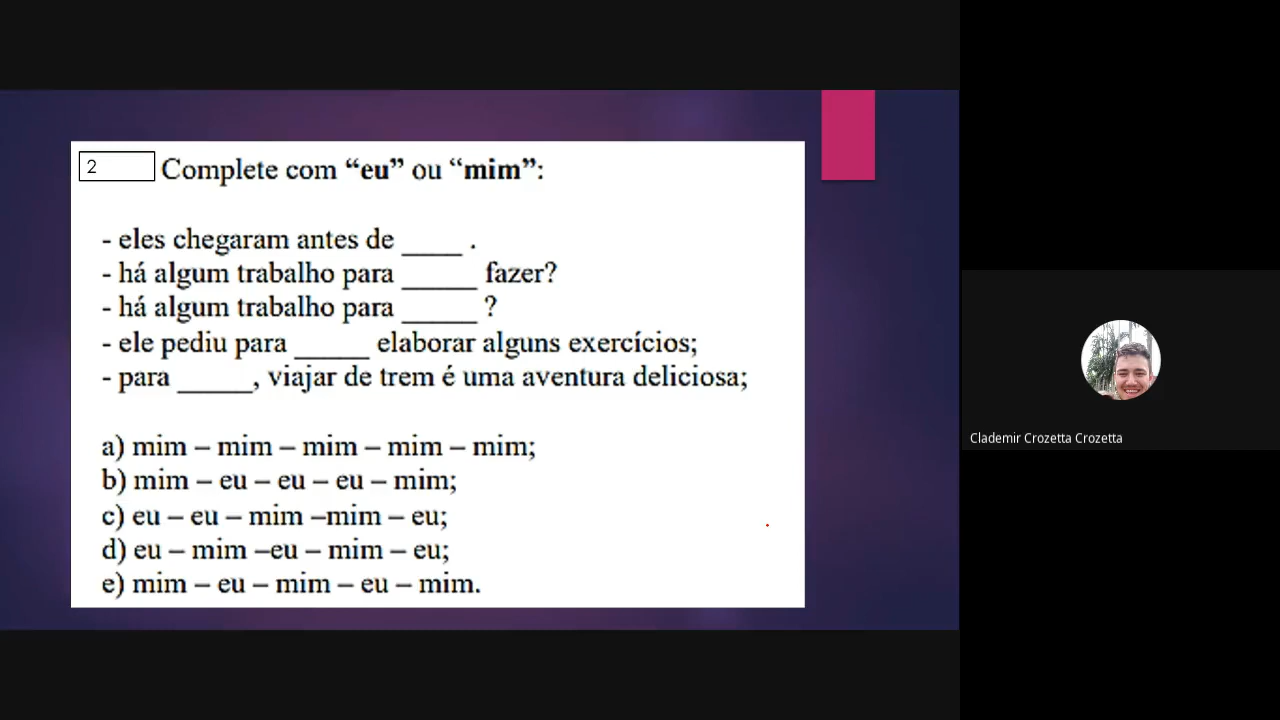 2
Complete com “eu” ou “mim”:
- eles chegaram antes de ____ .
- há algum trabalho para _____ fazer?
- há algum trabalho para _____ ?
- ele pediu para _____ elaborar alguns exercícios;
- para _____, viajar de trem é uma aventura deliciosa;
a) mim – mim – mim – mim – mim;
b) mim – eu – eu – eu – mim;
c) eu – eu – mim –mim – eu;
d) eu – mim –eu – mim – eu;
e) mim – eu – mim – eu – mim.
Clademir Crozetta Crozetta